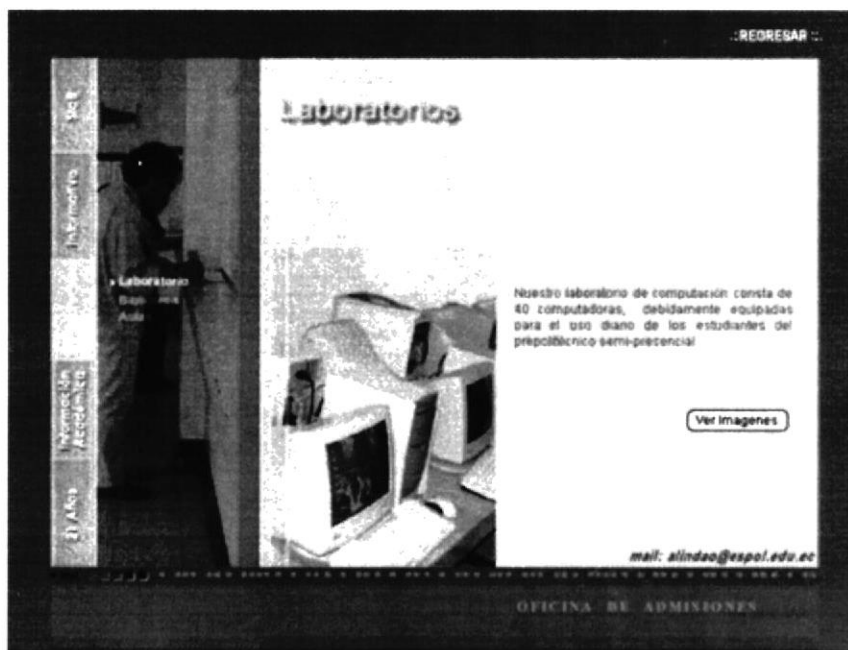 .:REGRESAR :.
Laboratorios
Informativo
Laboratorio
Aula
Información
Académica
Nuestro laboratorio de computación consta de
40 computadoras, debidamente equipadas
para el uso diario de los estudiantes del
prepolitécnico semi-presencial
Ver Imagenes
mail: alindao@espol.edu.ec
OFICINA DE ADMISIONES